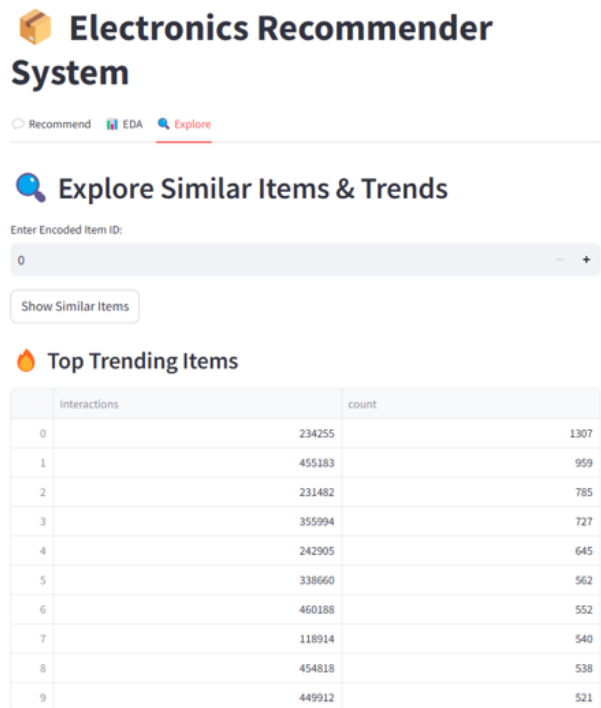 Electronics Recommender
System
Recommend EDA Explore
Explore Similar Items & Trends
Enter Encoded Item ID:
0 − +
Show Similar Items
Top Trending Items
Interactions count
0 234255 1307
1 455183 959
2 231482 785
3 355994 727
4 242905 645
5 338660 562
6 460188 552
7 118914 540
8 454818 538
9 449912 521